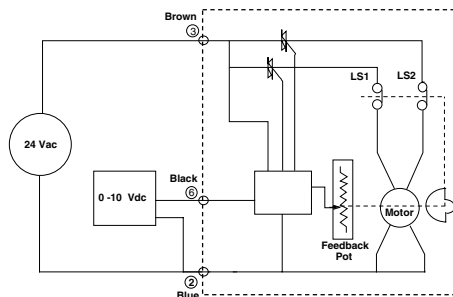 Brown
3
LS1
LS2
24 Vac
0 -10 Vdc
Black
6
Motor
Feedback
Pot
2
Blue